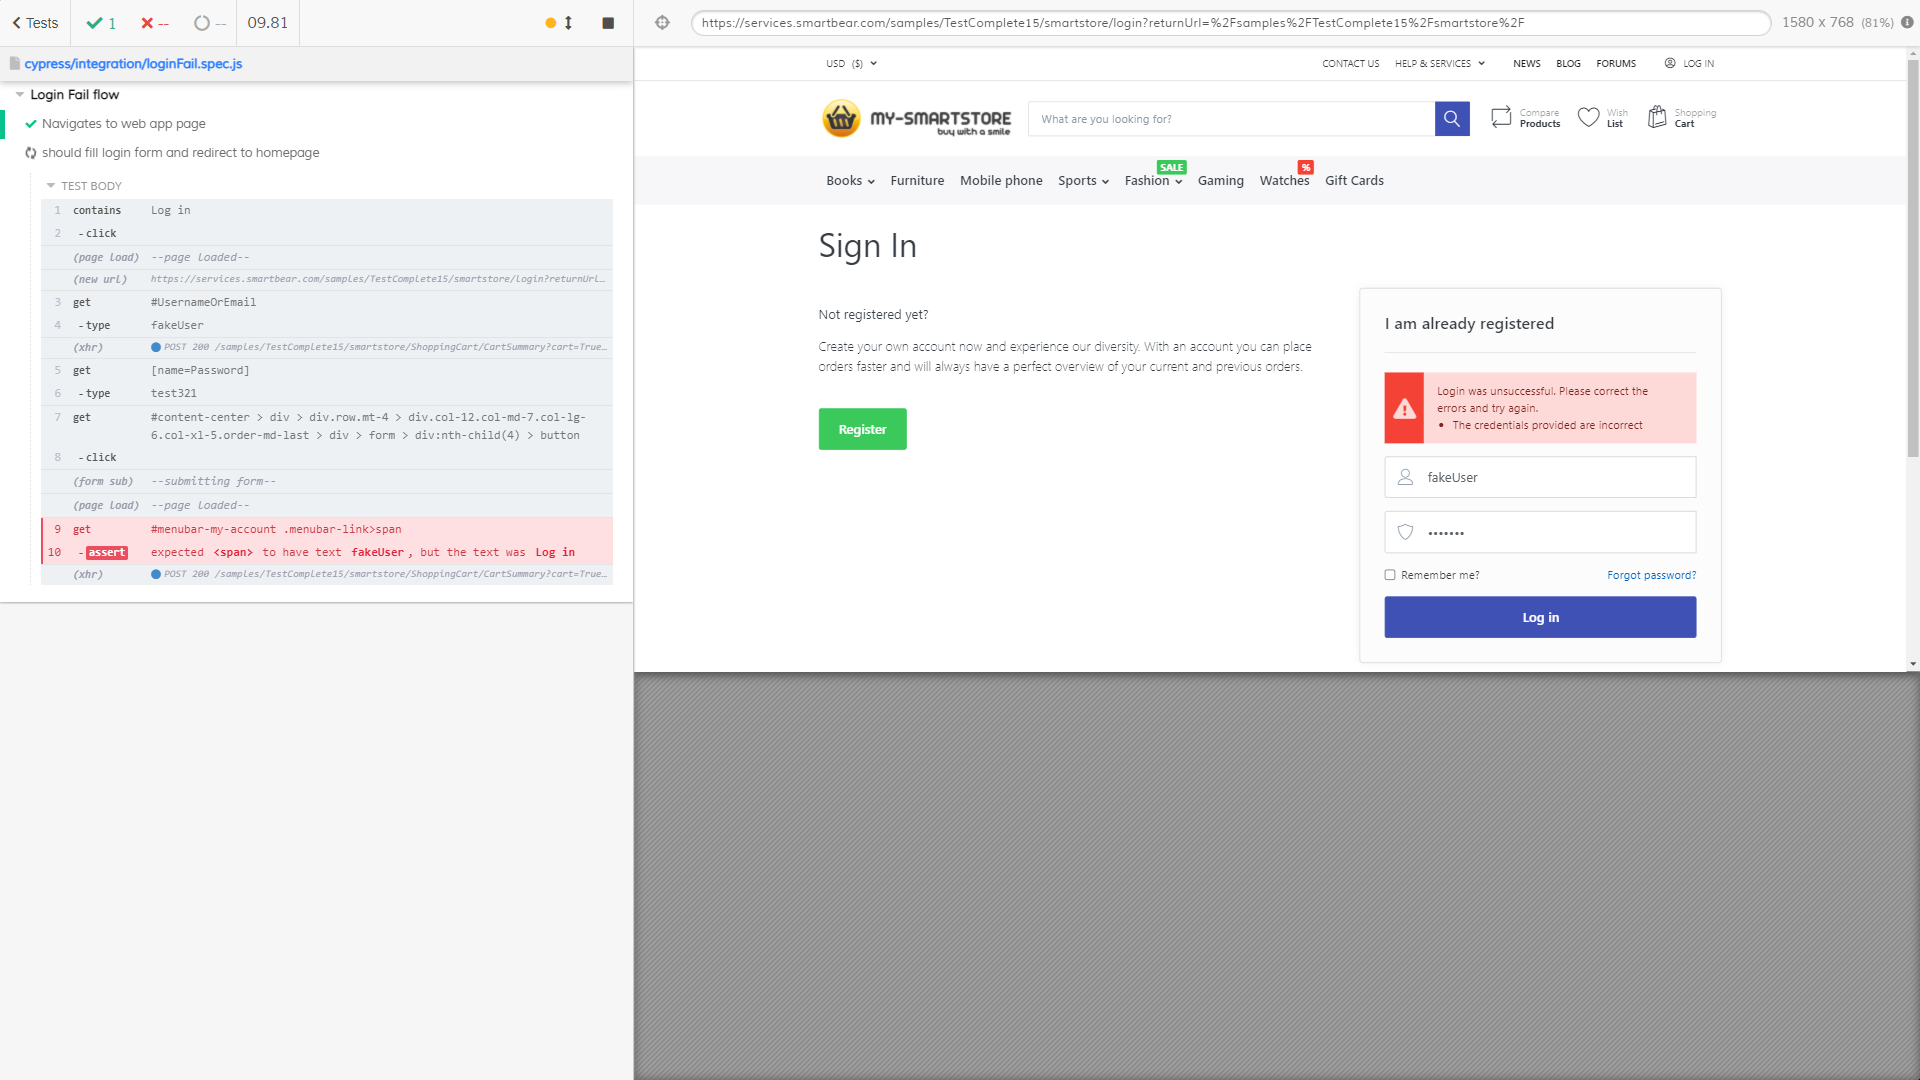 Tests
1
--
--
09.81
cypress/integration/loginFail.spec.js
Login Fail flow
Navigates to web app page
should fill login form and redirect to homepage
TEST BODY
1 contains Log in
2 -click
(page load) --page loaded--
(new url) https://services.smartbear.com/samples/TestComplete15/smartstore/login?returnUrl…
3 get #UsernameOrEmail
4 -type fakeUser
(xhr) POST 200 /samples/TestComplete15/smartstore/ShoppingCart/CartSummary?cart=True…
5 get [name=Password]
6 -type test321
7 get #content-center > div > div.row.mt-4 > div.col-12.col-md-7.col-lg-
6.col-xl-5.order-md-last > div > form > div:nth-child(4) > button
8 -click
(form sub) --submitting form--
(page load) --page loaded--
9 get #menubar-my-account .menubar-link>span
10 -assert expected <span> to have text fakeUser, but the text was Log in
(xhr) POST 200 /samples/TestComplete15/smartstore/ShoppingCart/CartSummary?cart=True…
https://services.smartbear.com/samples/TestComplete15/smartstore/login?returnUrl=%2Fsamples%2FTestComplete15%2Fsmartstore%2F
1580 x 768 (81%)
USD ($)
CONTACT US HELP & SERVICES NEWS BLOG FORUMS LOG IN
MY-SMARTSTORE
buy with a smile
What are you looking for?
Compare
Products
Wish
List
Shopping
Cart
SALE
%
Books Furniture Mobile phone Sports Fashion Gaming Watches Gift Cards
Sign In
Not registered yet?
Create your own account now and experience our diversity. With an account you can place
orders faster and will always have a perfect overview of your current and previous orders.
Register
I am already registered
Login was unsuccessful. Please correct the
errors and try again.
• The credentials provided are incorrect
fakeUser
•••••••
Remember me?
Forgot password?
Log in